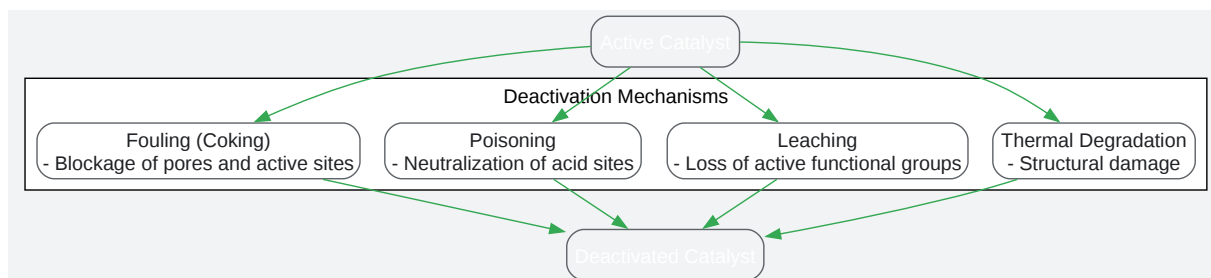 Active Catalyst
Deactivation Mechanisms
Fouling (Coking)
- Blockage of pores and active sites
Poisoning
- Neutralization of acid sites
Leaching
- Loss of active functional groups
Thermal Degradation
- Structural damage
Deactivated Catalyst